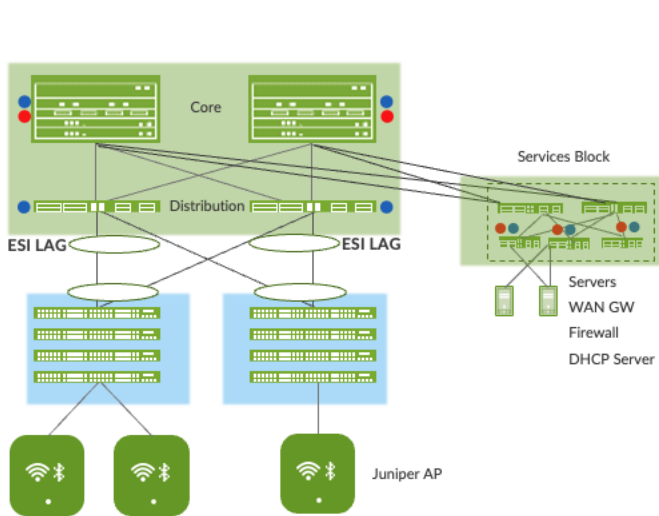 Core
Services Block
Distribution
ESI LAG
ESI LAG
Servers
WAN GW
Firewall
DHCP Server
Juniper AP